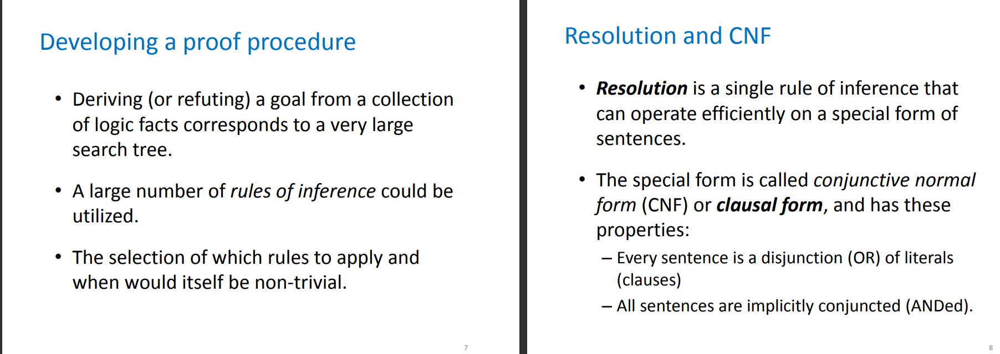 Developing a proof procedure
• Deriving (or refuting) a goal from a collection
of logic facts corresponds to a very large
search tree.
• A large number of rules of inference could be
utilized.
• The selection of which rules to apply and
when would itself be non-trivial.
7
Resolution and CNF
• Resolution is a single rule of inference that
can operate efficiently on a special form of
sentences.
• The special form is called conjunctive normal
form (CNF) or clausal form, and has these
properties:
– Every sentence is a disjunction (OR) of literals
(clauses)
– All sentences are implicitly conjuncted (ANDed).
8